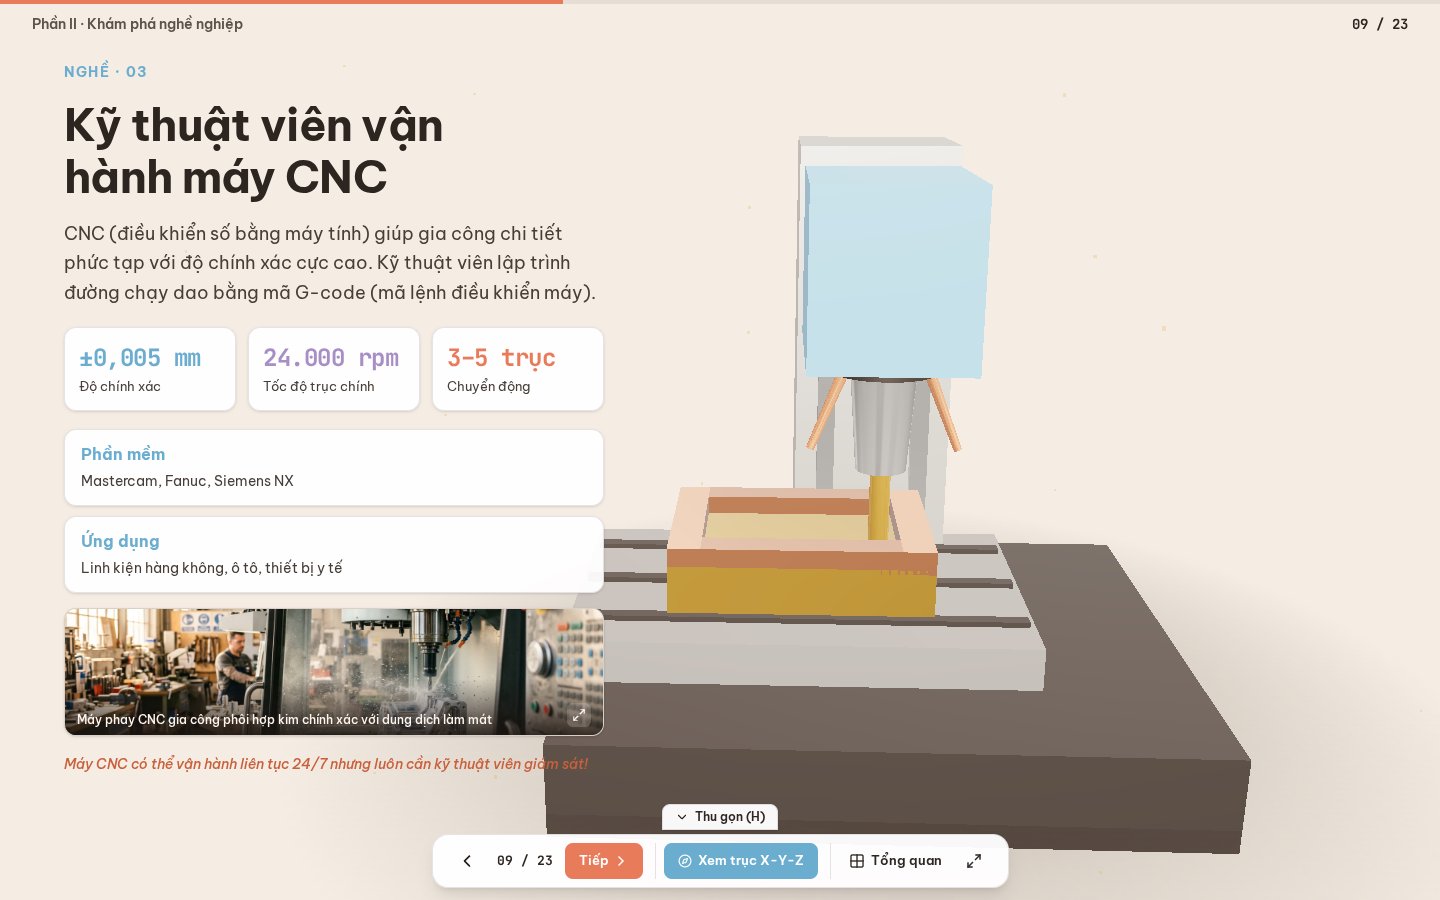 Phần II · Khám phá nghề nghiệp
09 / 23
NGHỀ · 03
Kỹ thuật viên vận
hành máy CNC
CNC (điều khiển số bằng máy tính) giúp gia công chi tiết
phức tạp với độ chính xác cực cao. Kỹ thuật viên lập trình
đường chạy dao bằng mã G-code (mã lệnh điều khiển máy).
±0,005 mm
Độ chính xác
24.000 rpm
Tốc độ trục chính
3–5 trục
Chuyển động
Phần mềm
Mastercam, Fanuc, Siemens NX
Ứng dụng
Linh kiện hàng không, ô tô, thiết bị y tế
Máy phay CNC gia công phôi hợp kim chính xác với dung dịch làm mát
Máy CNC có thể vận hành liên tục 24/7 nhưng luôn cần kỹ thuật viên giám sát!
Thu gọn (H)
09 / 23
Tiếp
Xem trục X-Y-Z
Tổng quan